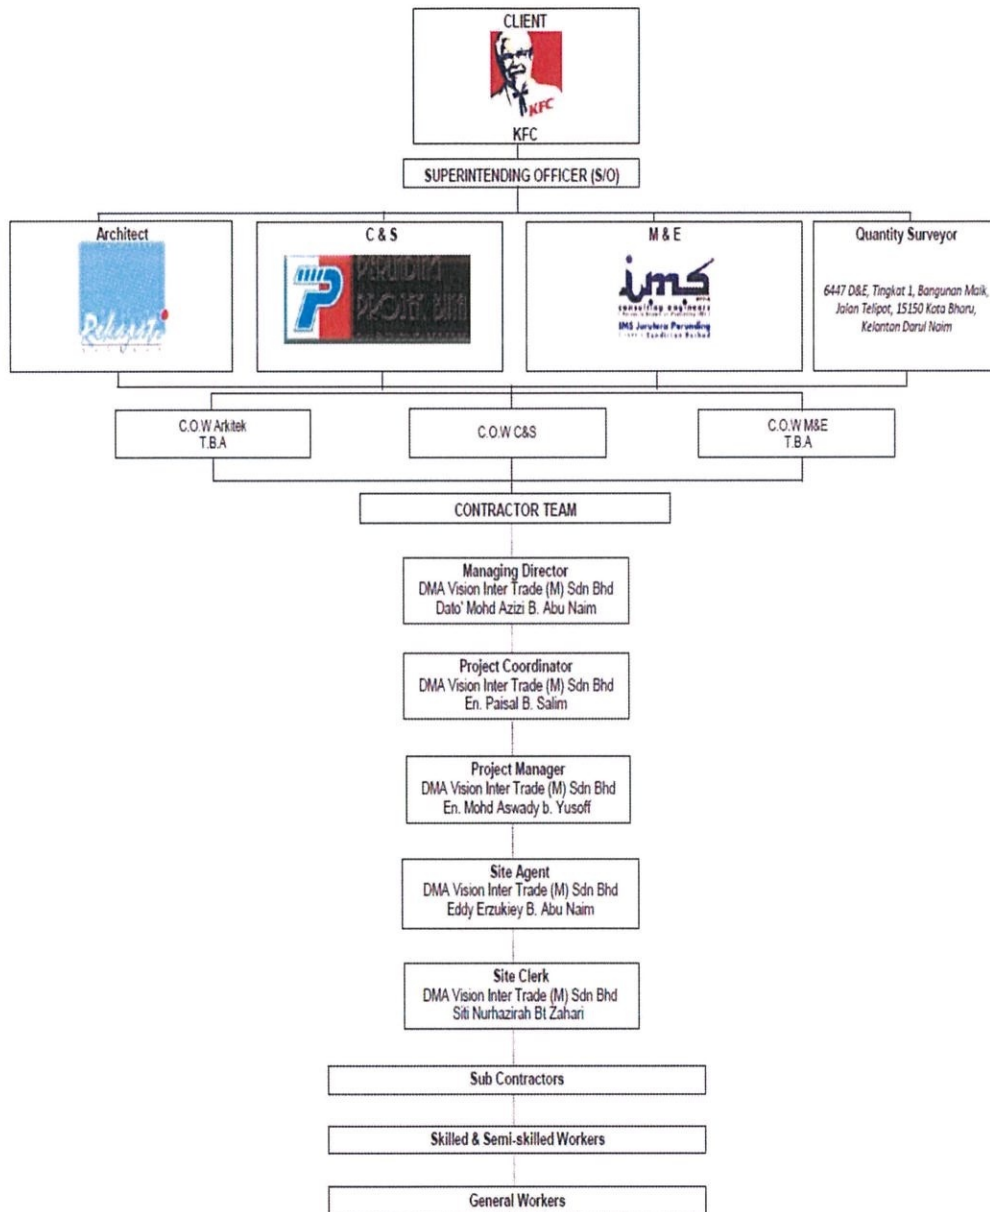 CLIENT
KFC
KFC
SUPERINTENDING OFFICER (S/O)
Architect
C & S
PERUNDING
PROJEK BINA
M & E
ims
consulting engineers
IMS Jurutera Perunding
Quantity Surveyor
6447 D&E, Tingkat 1, Bangunan Maik,
Jalan Telipot, 15150 Kota Bharu,
Kelantan Darul Naim
C.O.W Arkitek
T.B.A
C.O.W C&S
C.O.W M&E
T.B.A
CONTRACTOR TEAM
Managing Director
DMA Vision Inter Trade (M) Sdn Bhd
Dato' Mohd Azizi B. Abu Naim
Project Coordinator
DMA Vision Inter Trade (M) Sdn Bhd
En. Paisal B. Salim
Project Manager
DMA Vision Inter Trade (M) Sdn Bhd
En. Mohd Aswady b. Yusoff
Site Agent
DMA Vision Inter Trade (M) Sdn Bhd
Eddy Erzukiey B. Abu Naim
Site Clerk
DMA Vision Inter Trade (M) Sdn Bhd
Siti Nurhazirah Bt Zahari
Sub Contractors
Skilled & Semi-skilled Workers
General Workers